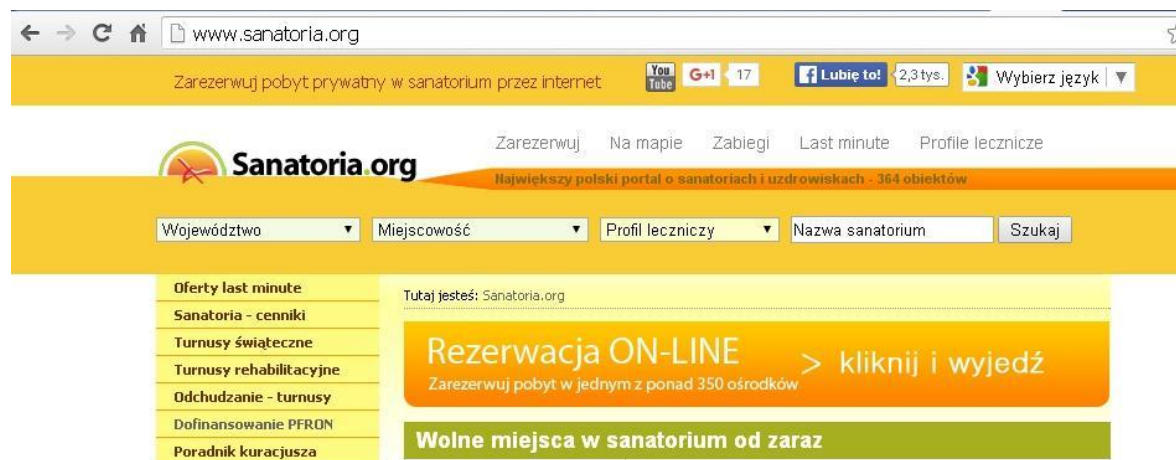 www.sanatoria.org
Zarezerwuj pobyt prywatny w sanatorium przez internet
You Tube
G+1 17
Lubię to! 2,3 tys.
Wybierz język
Sanatoria.org
Zarezerwuj Na mapie Zabiegi Last minute Profile lecznicze
Największy polski portal o sanatoriach i uzdrowiskach - 364 obiektów
Województwo Miejscowość Profil leczniczy Nazwa sanatorium Szukaj
Oferty last minute
Sanatoria - cenniki
Turnusy świąteczne
Turnusy rehabilitacyjne
Odchudzanie - turnusy
Dofinansowanie PFRON
Poradnik kuracjusza
Tutaj jesteś: Sanatoria.org
Rezerwacja ON-LINE > kliknij i wyjedź
Zarezerwuj pobyt w jednym z ponad 350 ośrodków
Wolne miejsca w sanatorium od zaraz